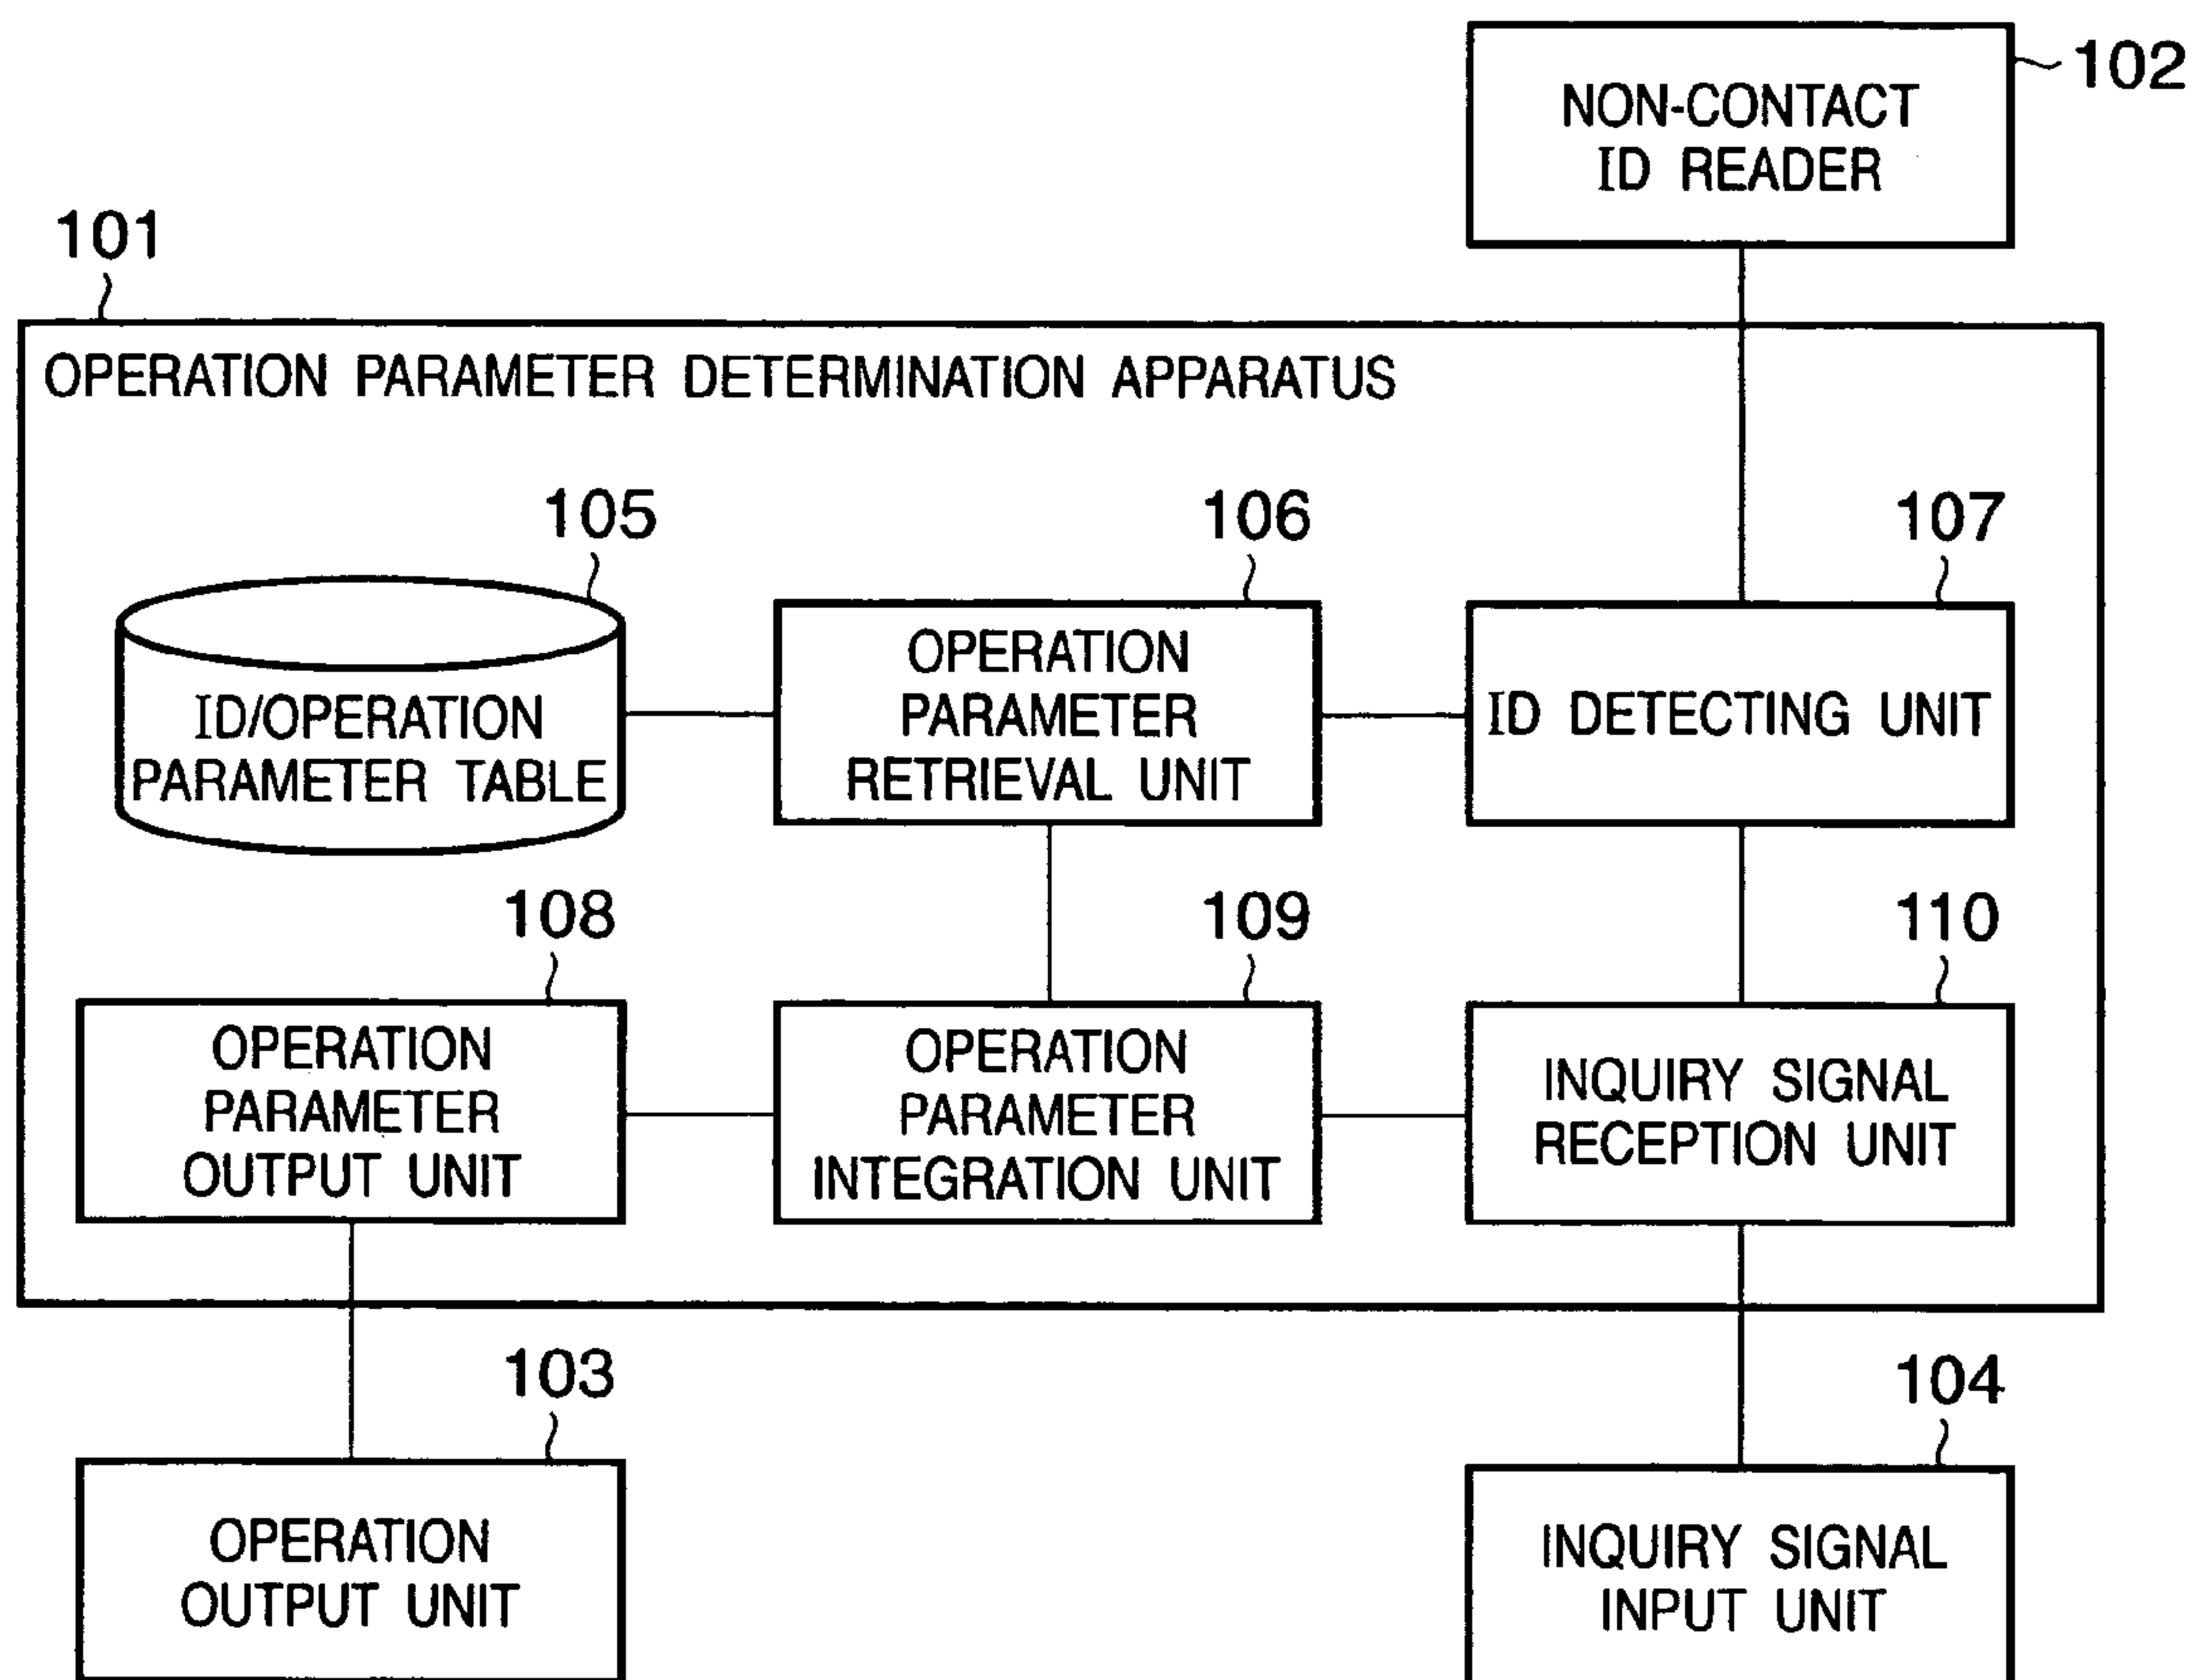 102
NON-CONTACT
ID READER
101
OPERATION PARAMETER DETERMINATION APPARATUS
105
106
107
ID/OPERATION
PARAMETER TABLE
OPERATION
PARAMETER
RETRIEVAL UNIT
ID DETECTING UNIT
108
109
110
OPERATION
PARAMETER
OUTPUT UNIT
OPERATION
PARAMETER
INTEGRATION UNIT
INQUIRY SIGNAL
RECEPTION UNIT
103
104
OPERATION
OUTPUT UNIT
INQUIRY SIGNAL
INPUT UNIT